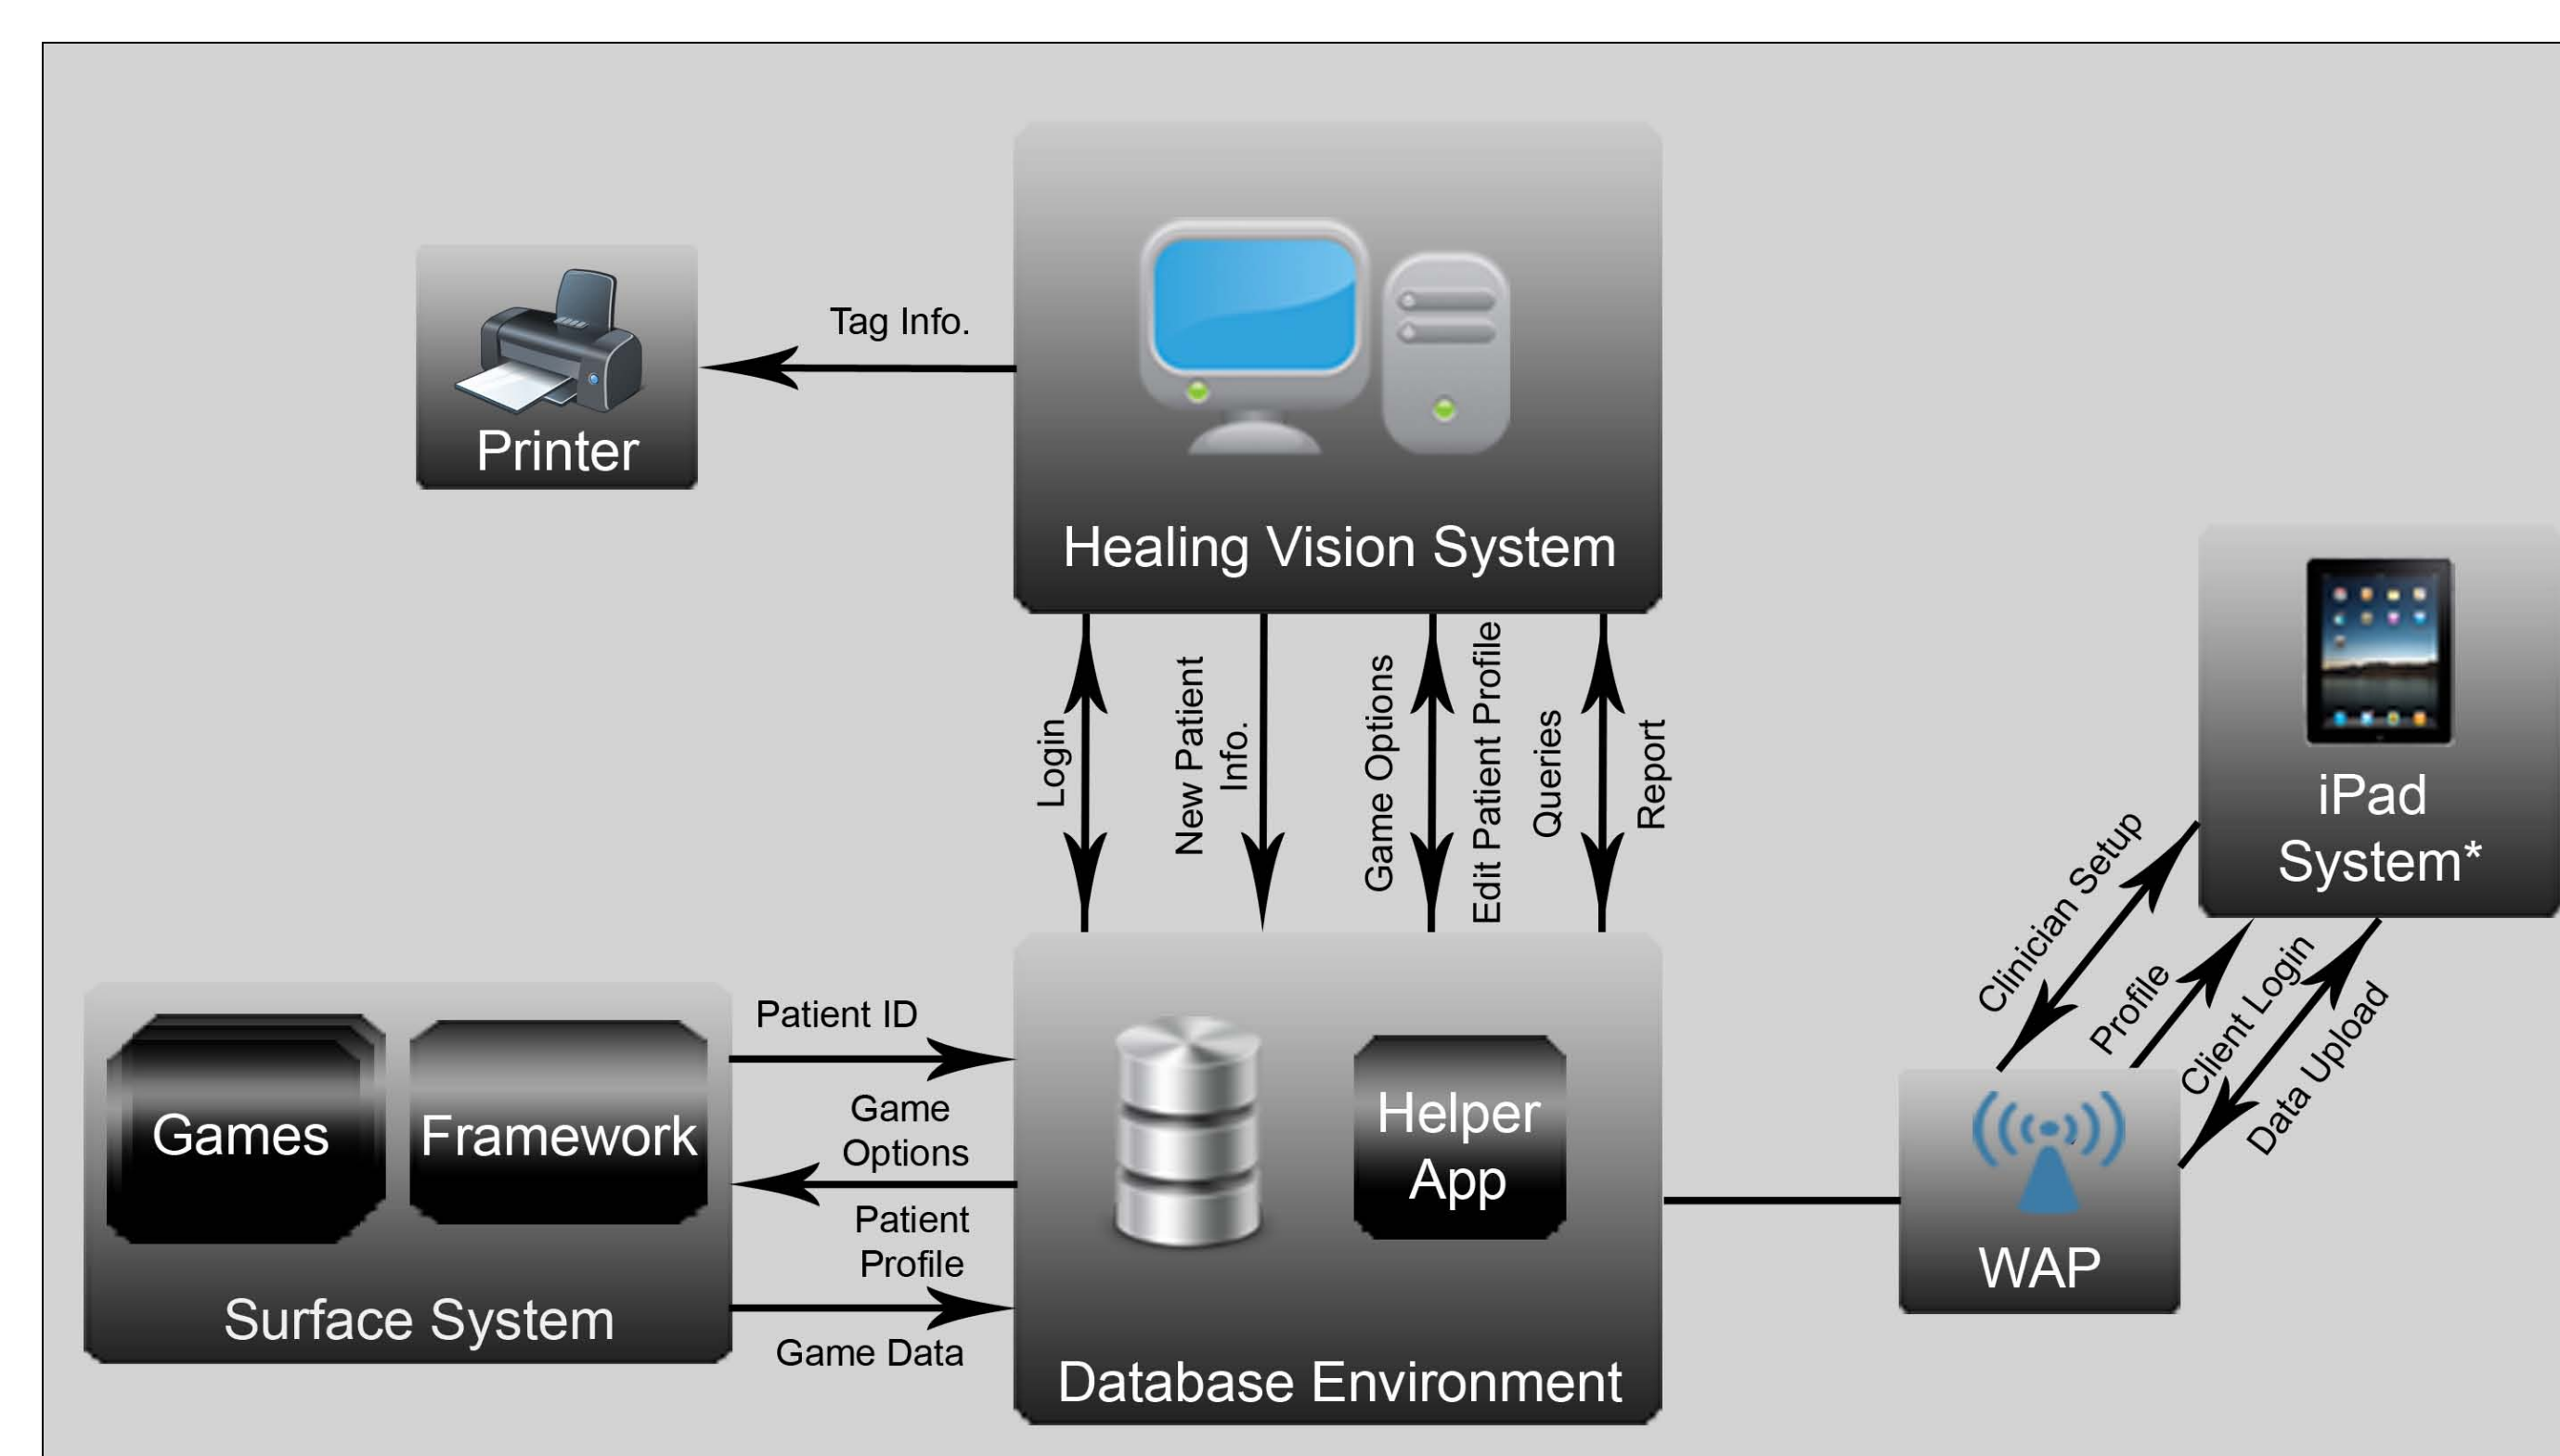 Tag Info.
Printer
Healing Vision System
Login
New Patient
Info.
Game Options
Edit Patient Profile
Queries
Report
iPad
System*
Clinician Setup
Profile
Client Login
Data Upload
Patient ID
Game
Options
Patient
Profile
Game Data
Games
Framework
Surface System
Helper
App
Database Environment
WAP